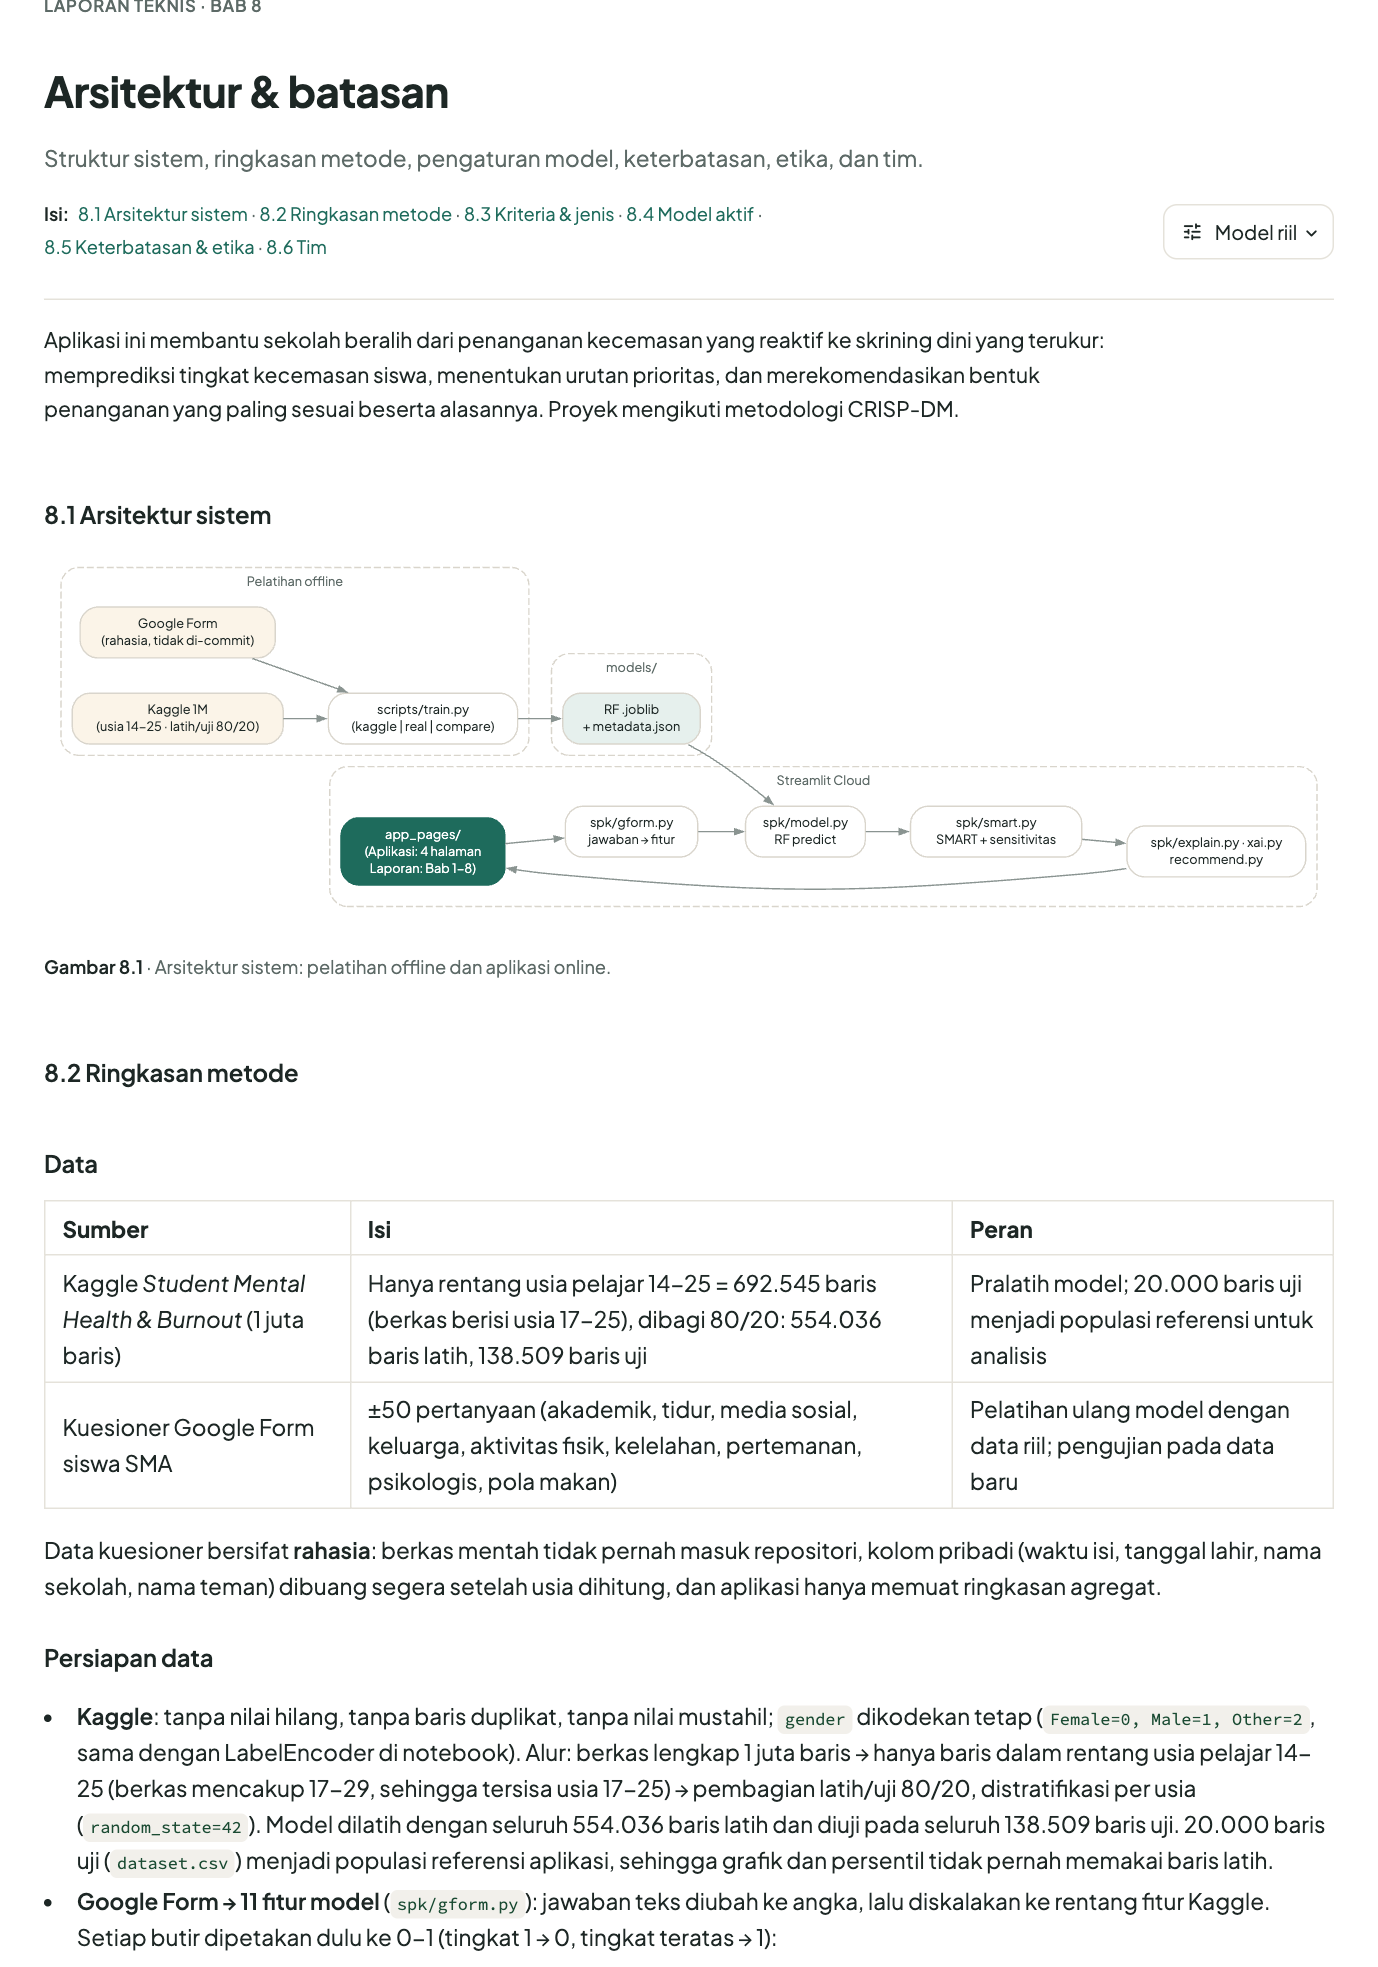 LAPORAN TEKNIS · BAB 8
Arsitektur & batasan
Struktur sistem, ringkasan metode, pengaturan model, keterbatasan, etika, dan tim.
Isi: 8.1 Arsitektur sistem · 8.2 Ringkasan metode · 8.3 Kriteria & jenis · 8.4 Model aktif ·
8.5 Keterbatasan & etika · 8.6 Tim
Model riil
Aplikasi ini membantu sekolah beralih dari penanganan kecemasan yang reaktif ke skrining dini yang terukur:
memprediksi tingkat kecemasan siswa, menentukan urutan prioritas, dan merekomendasikan bentuk
penanganan yang paling sesuai beserta alasannya. Proyek mengikuti metodologi CRISP-DM.
8.1 Arsitektur sistem
Pelatihan offline
Google Form
(rahasia, tidak di-commit)
Kaggle 1M
(usia 14–25 · latih/uji 80/20)
scripts/train.py
(kaggle | real | compare)
models/
RF .joblib
+ metadata.json
Streamlit Cloud
app_pages/
(Aplikasi: 4 halaman
Laporan: Bab 1–8)
spk/gform.py
jawaban → fitur
spk/model.py
RF predict
spk/smart.py
SMART + sensitivitas
spk/explain.py · xai.py
recommend.py
Gambar 8.1 · Arsitektur sistem: pelatihan offline dan aplikasi online.
8.2 Ringkasan metode
Data
Sumber
Isi
Peran
Kaggle Student Mental
Health & Burnout (1 juta
baris)
Hanya rentang usia pelajar 14–25 = 692.545 baris
(berkas berisi usia 17–25), dibagi 80/20: 554.036
baris latih, 138.509 baris uji
Pralatih model; 20.000 baris uji
menjadi populasi referensi untuk
analisis
Kuesioner Google Form
siswa SMA
±50 pertanyaan (akademik, tidur, media sosial,
keluarga, aktivitas fisik, kelelahan, pertemanan,
psikologis, pola makan)
Pelatihan ulang model dengan
data riil; pengujian pada data
baru
Data kuesioner bersifat rahasia: berkas mentah tidak pernah masuk repositori, kolom pribadi (waktu isi, tanggal lahir, nama
sekolah, nama teman) dibuang segera setelah usia dihitung, dan aplikasi hanya memuat ringkasan agregat.
Persiapan data
• Kaggle: tanpa nilai hilang, tanpa baris duplikat, tanpa nilai mustahil; gender dikodekan tetap (Female=0, Male=1, Other=2,
sama dengan LabelEncoder di notebook). Alur: berkas lengkap 1 juta baris → hanya baris dalam rentang usia pelajar 14–
25 (berkas mencakup 17–29, sehingga tersisa usia 17–25) → pembagian latih/uji 80/20, distratifikasi per usia
(random_state=42). Model dilatih dengan seluruh 554.036 baris latih dan diuji pada seluruh 138.509 baris uji. 20.000 baris
uji (dataset.csv) menjadi populasi referensi aplikasi, sehingga grafik dan persentil tidak pernah memakai baris latih.
• Google Form → 11 fitur model (spk/gform.py): jawaban teks diubah ke angka, lalu diskalakan ke rentang fitur Kaggle.
Setiap butir dipetakan dulu ke 0–1 (tingkat 1 → 0, tingkat teratas → 1):